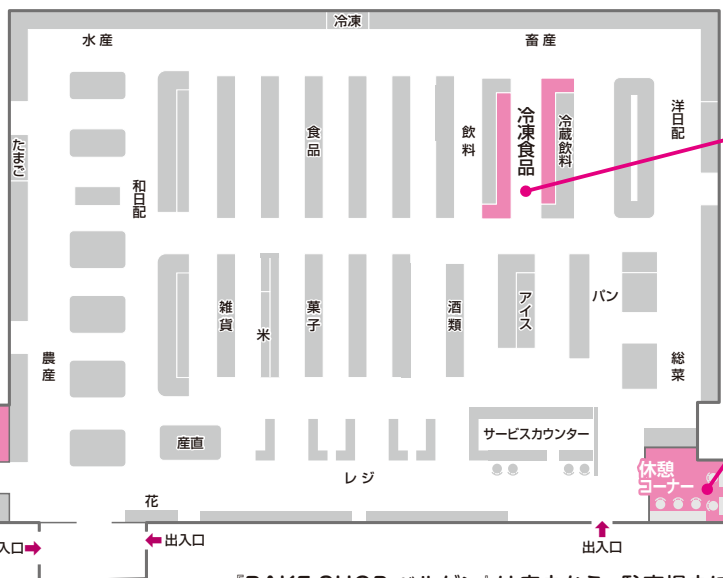 冷凍
水産
畜産
たまご
食品
飲料
冷凍食品
冷蔵飲料
洋日配
和日配
雑貨
米
菓子
酒類
アイス
パン
農産
総菜
産直
サービスカウンター
レジ
休憩
コーナー
花
入口
出入口
出入口